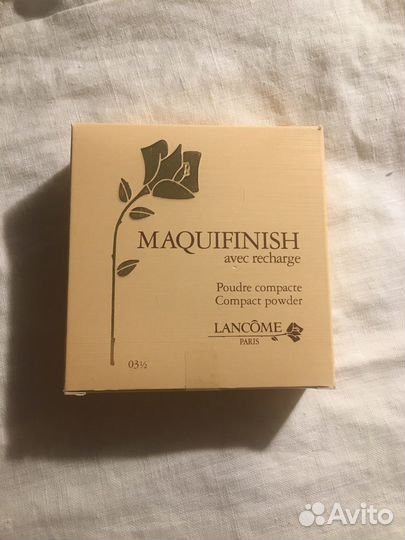 MAQUIFINISH
avec recharge
Poudre compacte
Compact powder
LANCÔME
PARIS
03½
Avito